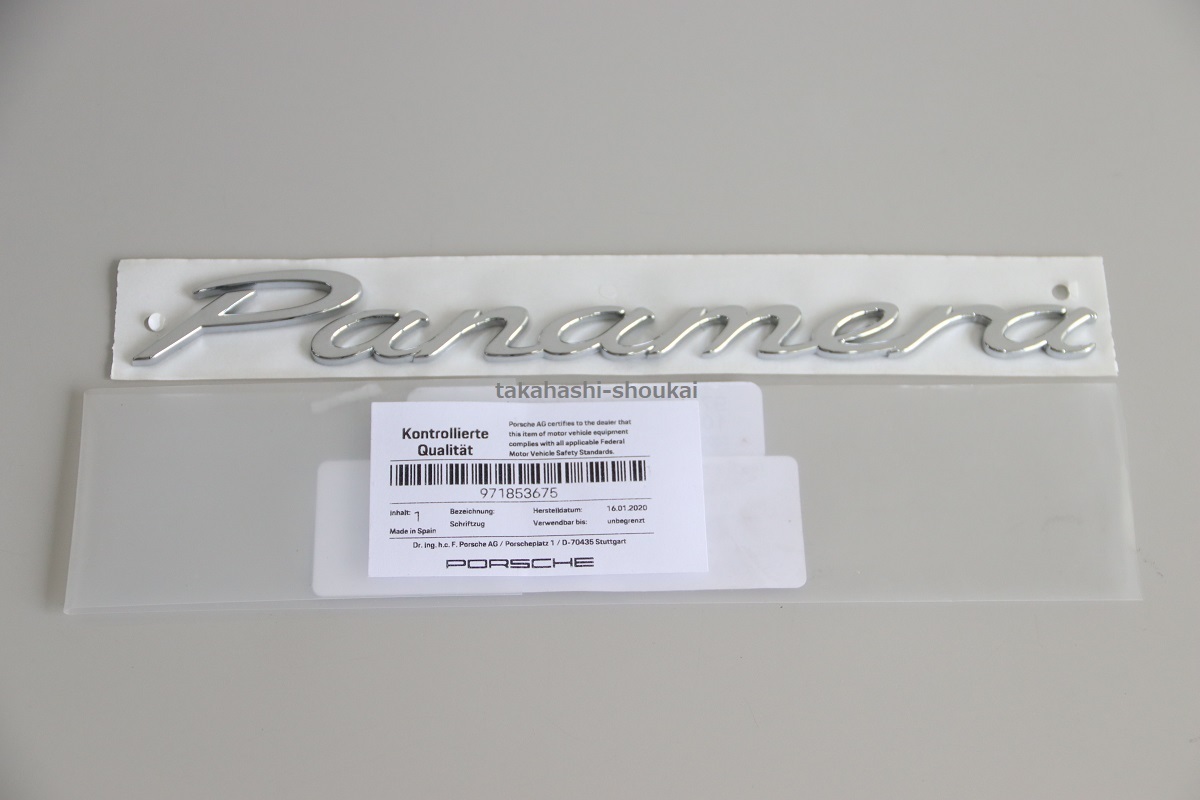 Panamera
takahashi-shoukai
Kontrollierte
Qualität
Porsche AG certifies to the dealer that
this item of motor vehicle equipment
complies with all applicable Federal
Motor Vehicle Safety Standards.
971853675
Inhalt: 1 Bezeichnung: Herstelldatum: 16.01.2020
Schriftzug Verwendbar bis: unbegrenzt
Made in Spain
Dr. Ing. h.c. F. Porsche AG / Porscheplatz 1 / D-70435 Stuttgart
PORSCHE